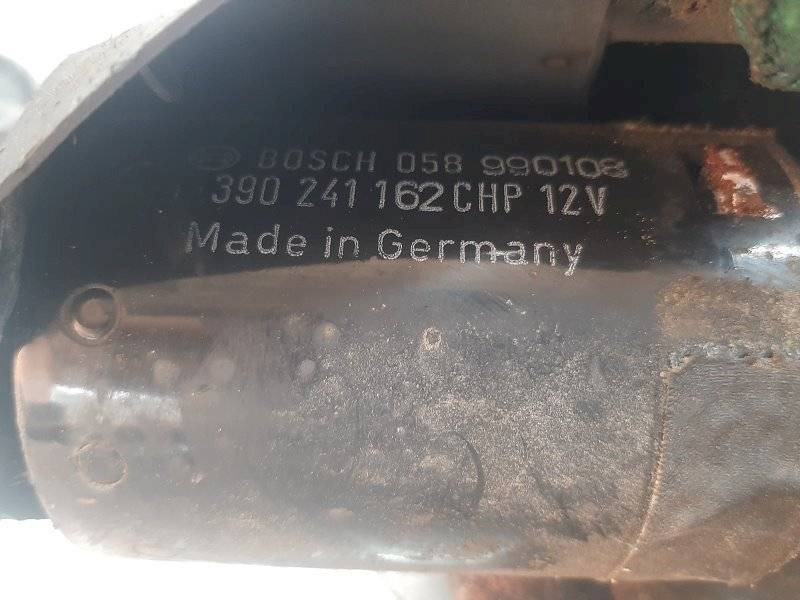 BOSCH 058 990108
390 241 162 CHP 12V
Made in Germany